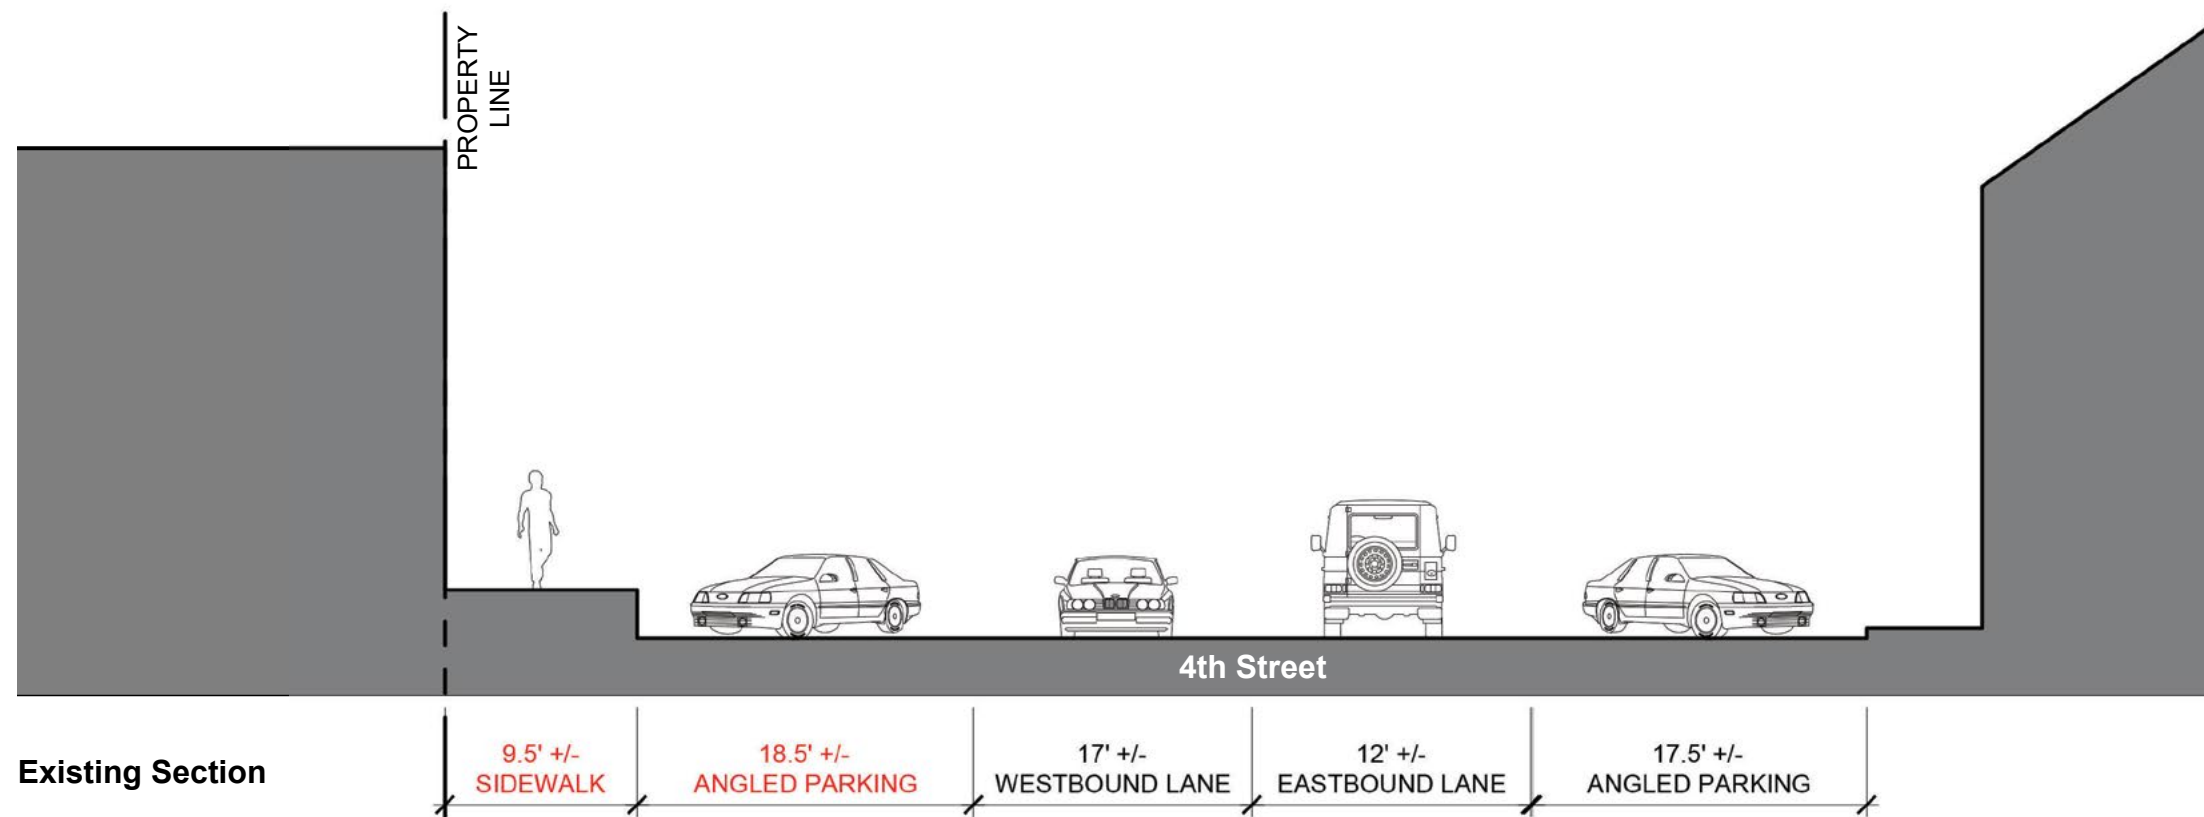 PROPERTY
LINE
4th Street
Existing Section
9.5' +/-
SIDEWALK
18.5' +/-
ANGLED PARKING
17' +/-
WESTBOUND LANE
12' +/-
EASTBOUND LANE
17.5' +/-
ANGLED PARKING